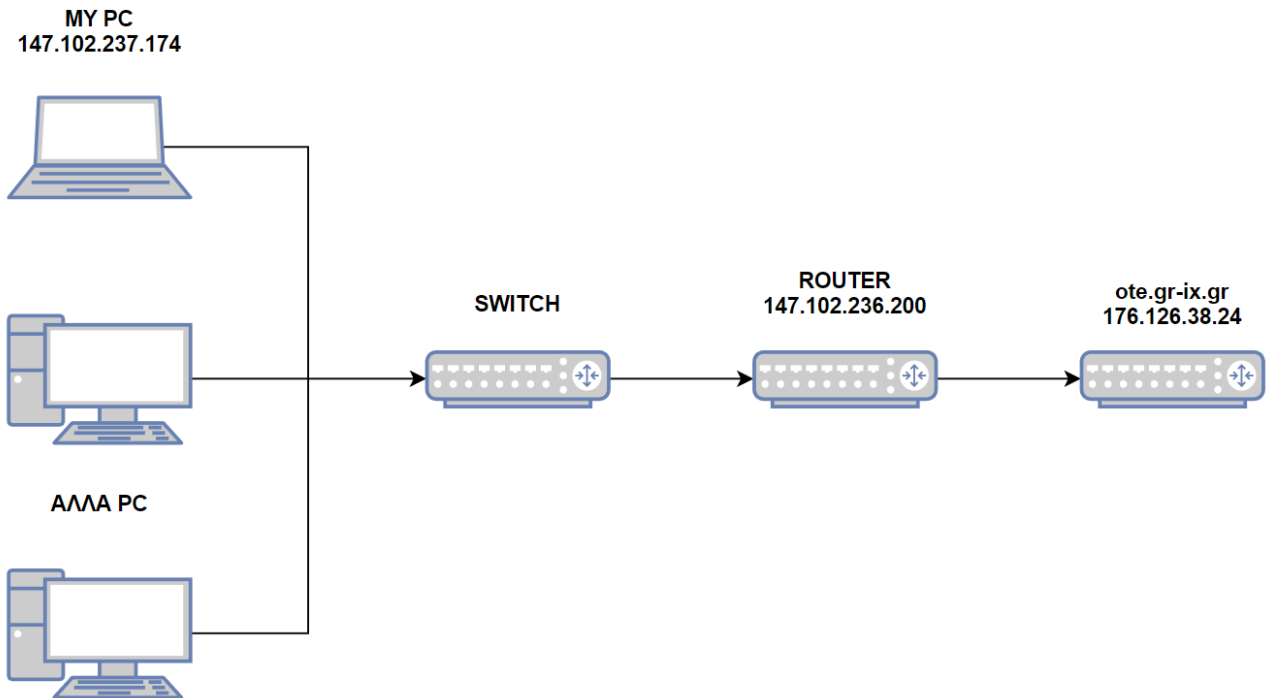 MY PC
147.102.237.174
SWITCH
ROUTER
147.102.236.200
ote.gr-ix.gr
176.126.38.24
ΑΛΛΑ PC